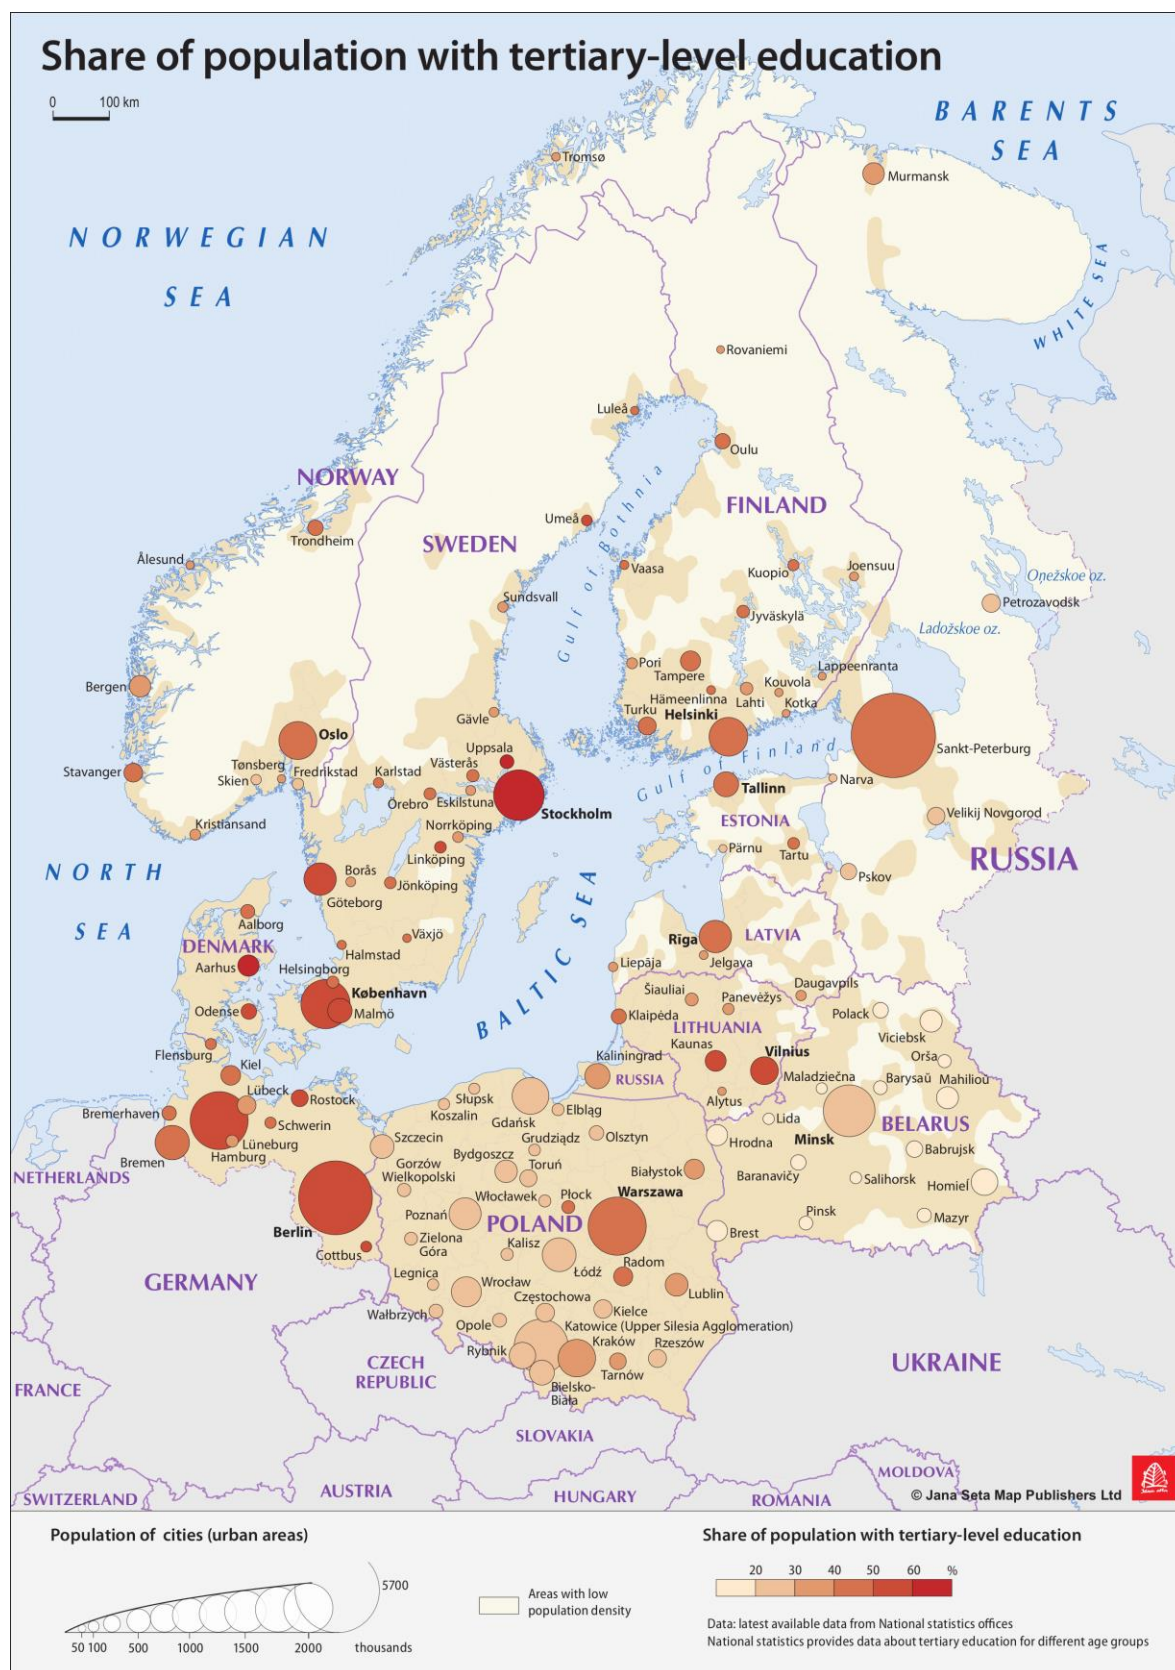 Share of population with tertiary-level education
0 100 km
BARENTS
SEA
Tromsø
Murmansk
NORWEGIAN
SEA
WHITE SEA
Rovaniemi
Luleå
Oulu
NORWAY
FINLAND
Gulf of Bothnia
Umeå
Trondheim
SWEDEN
Ålesund
Vaasa
Kuopio
Joensuu
Oņežskoe oz.
Sundsvall
Petrozavodsk
Jyväskylä
Ladožskoe oz.
Pori
Tampere
Lappeenranta
Bergen
Hämeenlinna
Lahti
Kouvola
Kotka
Turku
Helsinki
Gävle
Oslo
Uppsala
Gulf of Finland
Sankt-Peterburg
Stavanger
Tønsberg
Skien
Fredrikstad
Karlstad
Västerås
Örebro
Eskilstuna
Stockholm
Tallinn
Narva
Kristiansand
Norrköping
ESTONIA
Velikij Novgorod
Linköping
Pärnu
Tartu
RUSSIA
NORTH
SEA
Borås
Göteborg
Jönköping
Pskov
BALTIC SEA
Aalborg
DENMARK
Halmstad
Växjö
Rīga
LATVIA
Aarhus
Helsingborg
Jelgava
Liepāja
København
Malmö
Šiauliai
Panevėžys
Daugavpils
Odense
Klaipėda
LITHUANIA
Polack
Viciebsk
Flensburg
Kaunas
Vilnius
Orša
Kiel
Kaliningrad
RUSSIA
Maladziečna
Barysaŭ
Mahilioŭ
Lübeck
Rostock
Słupsk
Koszalin
Alytus
Bremerhaven
Schwerin
Gdańsk
Elbląg
Lida
BELARUS
Lüneburg
Hamburg
Bremen
Szczecin
Grudziądz
Olsztyn
Hrodna
Minsk
Babrujsk
NETHERLANDS
Gorzów
Wielkopolski
Bydgoszcz
Toruń
Białystok
Baranavičy
Salihorsk
Homieĺ
Włocławek
Płock
Warszawa
Poznań
POLAND
Pinsk
Mazyr
Berlin
Brest
Zielona
Góra
Kalisz
Cottbus
Łódź
Radom
GERMANY
Legnica
Wrocław
Lublin
Częstochowa
Wałbrzych
Kielce
Opole
Katowice (Upper Silesia Agglomeration)
Kraków
Rzeszów
Rybnik
CZECH
REPUBLIC
Tarnów
UKRAINE
Bielsko-
Biała
FRANCE
SLOVAKIA
MOLDOVA
SWITZERLAND
AUSTRIA
HUNGARY
ROMANIA
© Jana Seta Map Publishers Ltd
Population of cities (urban areas)
5700
50 100 500 1000 1500 2000 thousands
Areas with low
population density
Share of population with tertiary-level education
20 30 40 50 60 %
Data: latest available data from National statistics offices
National statistics provides data about tertiary education for different age groups